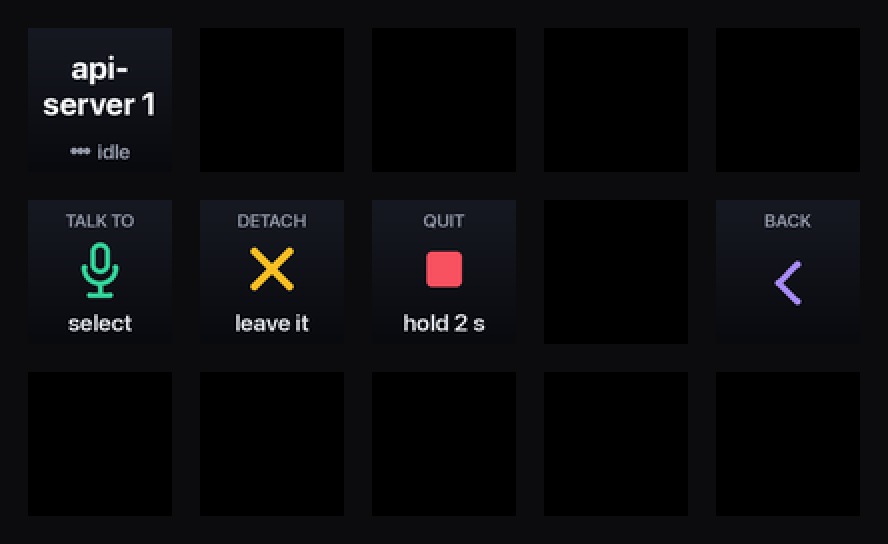 api-
server 1
••• idle
TALK TO
select
DETACH
leave it
QUIT
hold 2 s
BACK